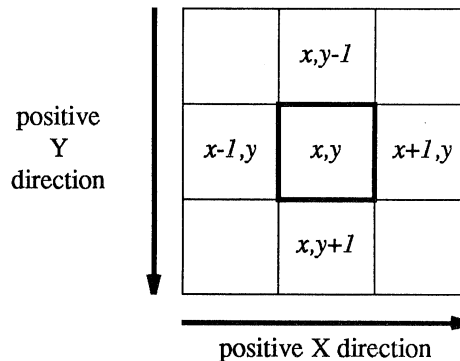 x,y-1
positive
Y
direction
x-1,y
x,y
x+1,y
x,y+1
positive X direction